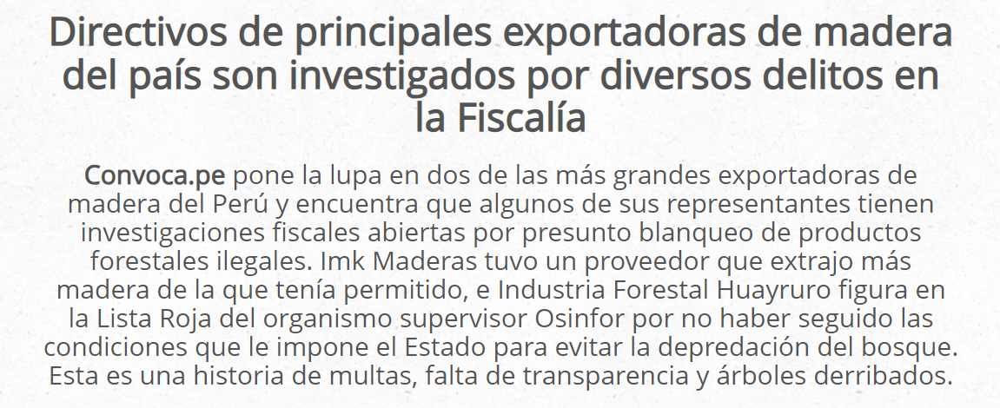 Directivos de principales exportadoras de madera
del país son investigados por diversos delitos en
la Fiscalía
Convoca.pe pone la lupa en dos de las más grandes exportadoras de
madera del Perú y encuentra que algunos de sus representantes tienen
investigaciones fiscales abiertas por presunto blanqueo de productos
forestales ilegales. Imk Maderas tuvo un proveedor que extrajo más
madera de la que tenía permitido, e Industria Forestal Huayruro figura en
la Lista Roja del organismo supervisor Osinfor por no haber seguido las
condiciones que le impone el Estado para evitar la depredación del bosque.
Esta es una historia de multas, falta de transparencia y árboles derribados.